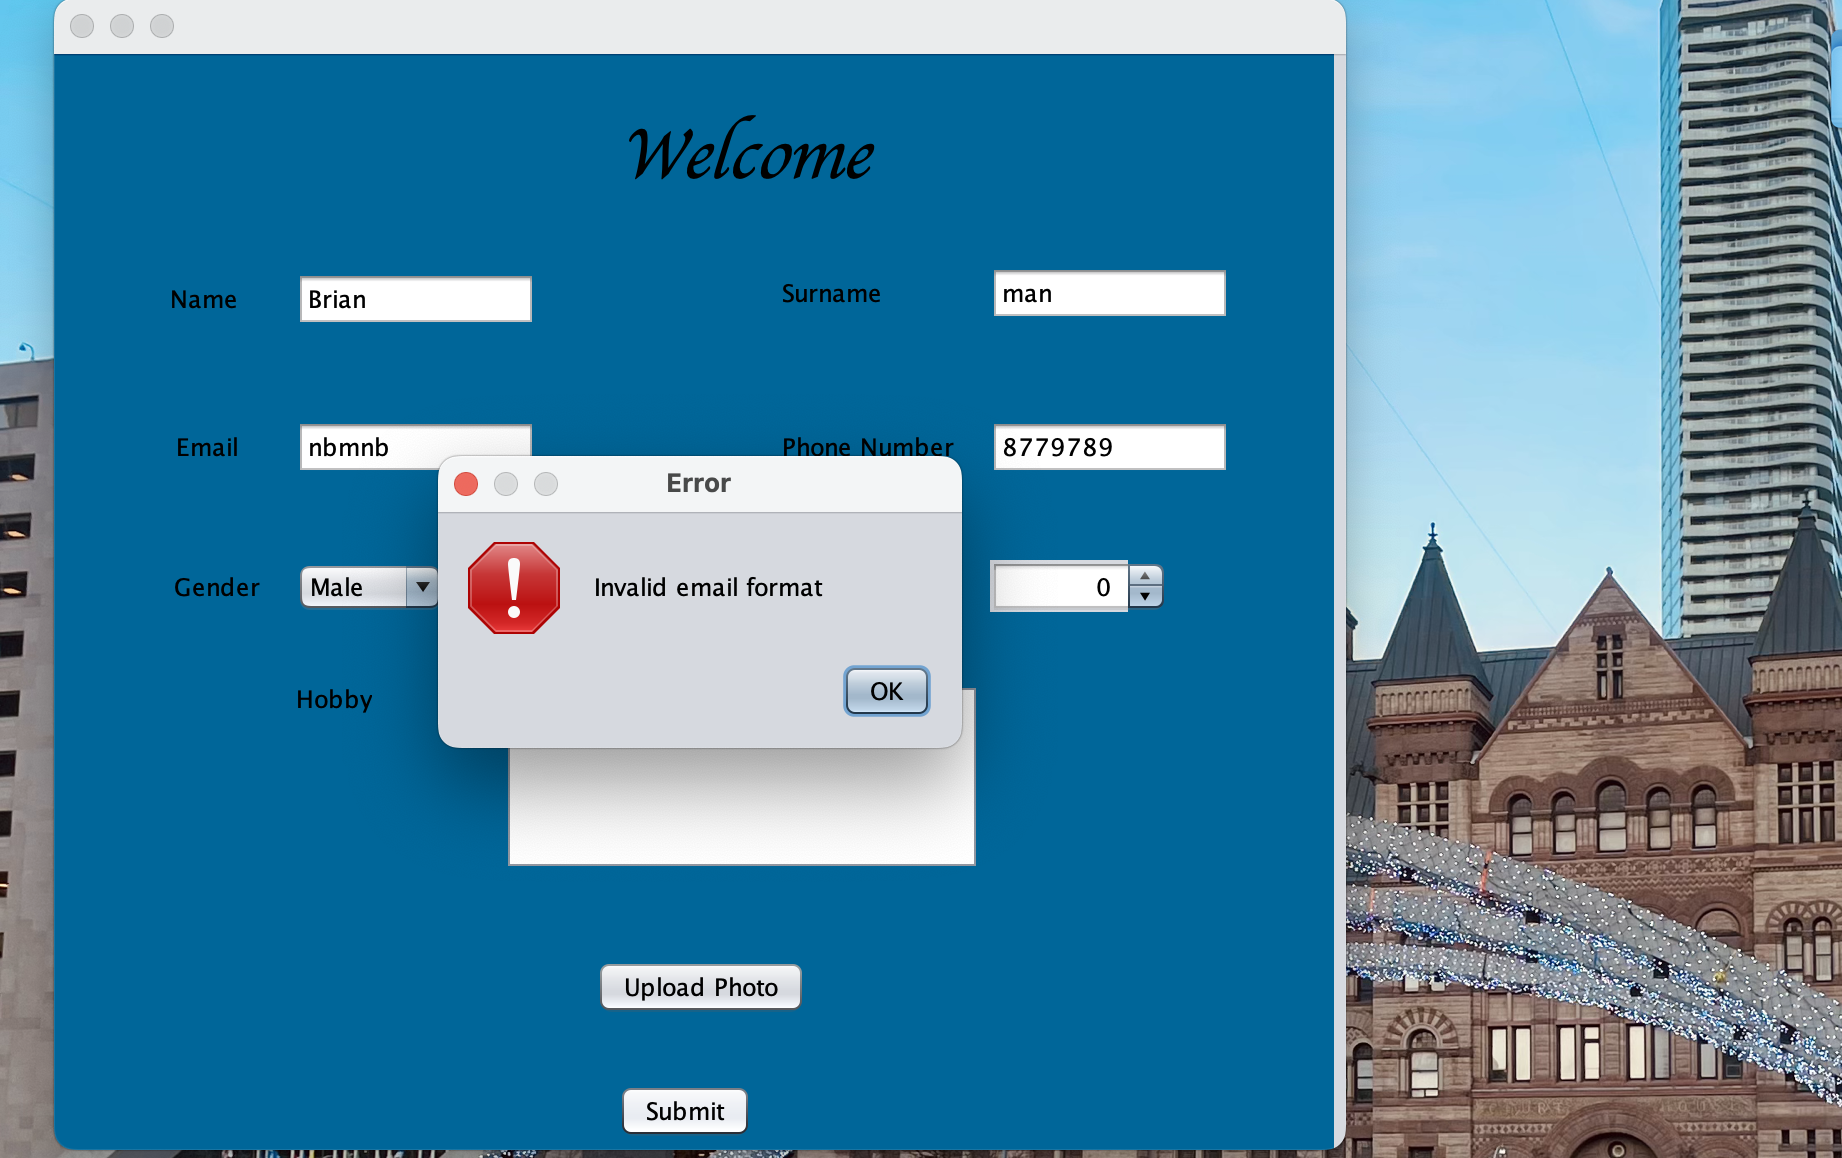 Welcome
Name Brian Surname man
Email nbmnb Phone Number 8779789
Error
Gender Male Invalid email format 0
OK
Hobby
Upload Photo
Submit